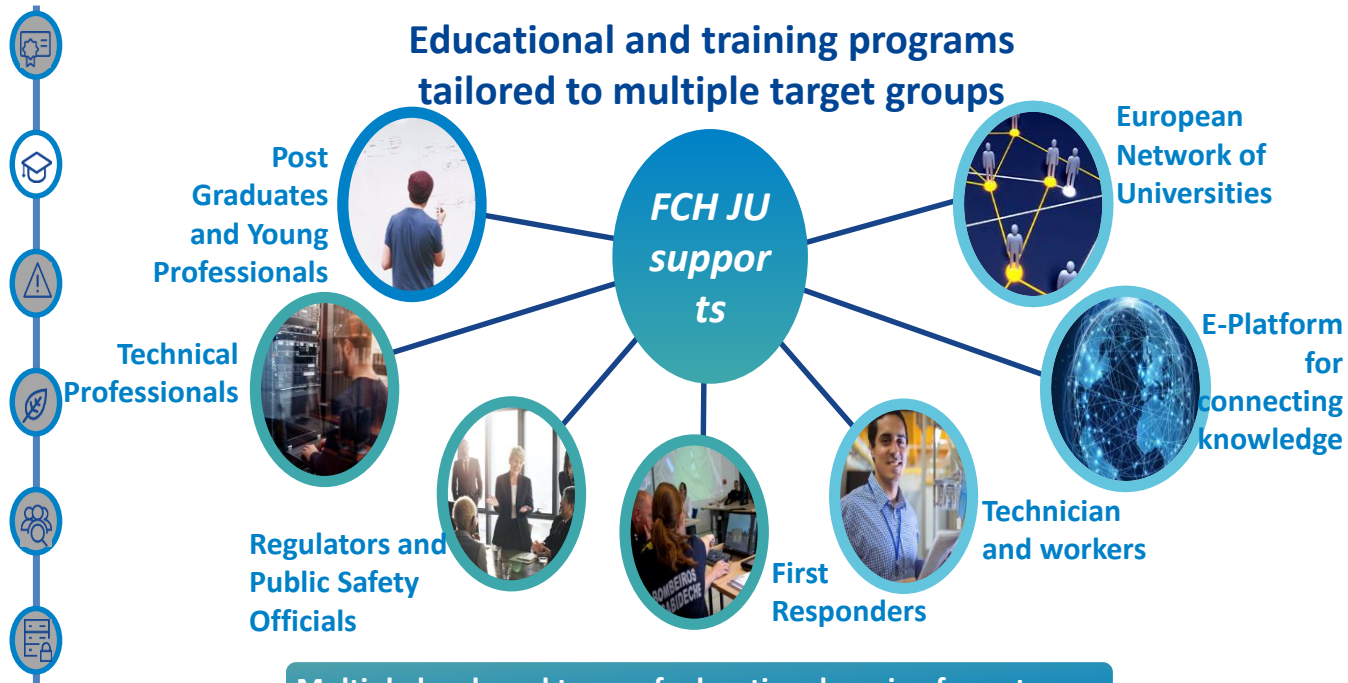 Educational and training programs
tailored to multiple target groups
Post
Graduates
and Young
Professionals
FCH JU
suppor
ts
European
Network of
Universities
Technical
Professionals
E-Platform
for
connecting
knowledge
Regulators and
Public Safety
Officials
First
Responders
Technician
and workers
BOMBEIROS